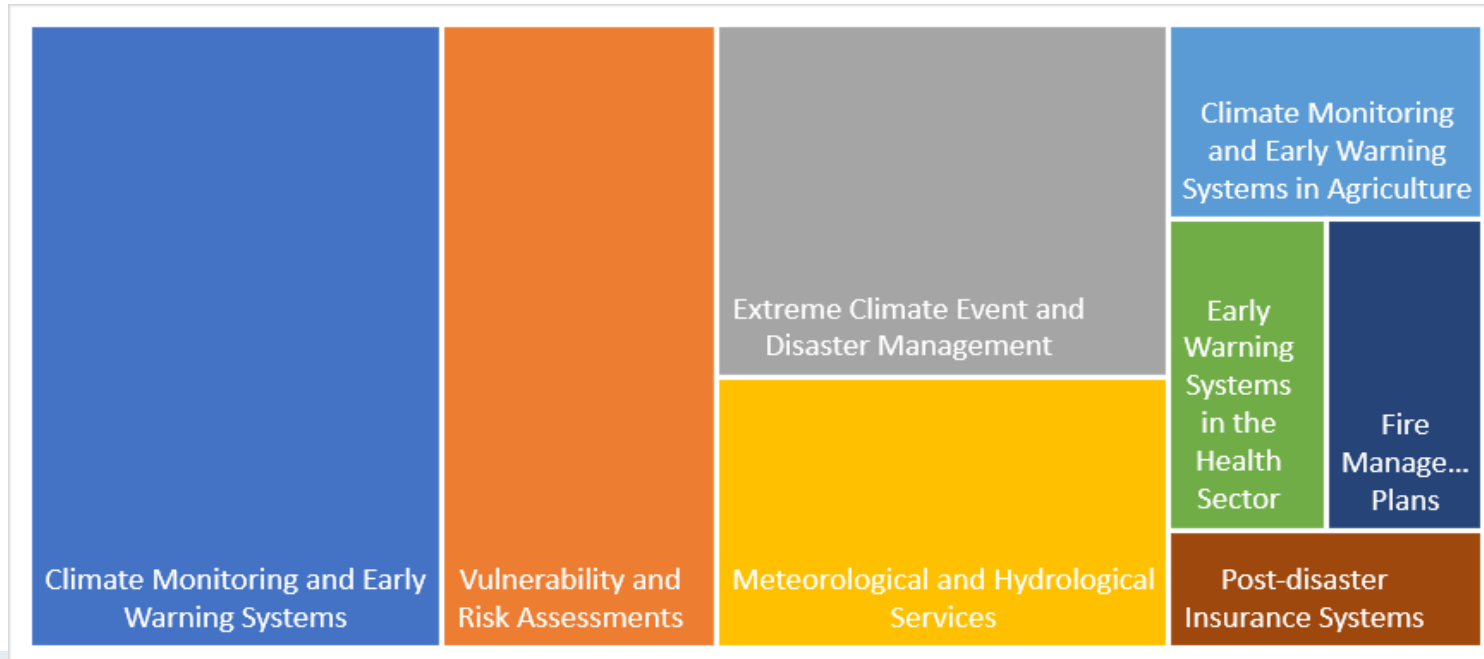 Climate Monitoring and Early
Warning Systems
Vulnerability and
Risk Assessments
Extreme Climate Event and
Disaster Management
Meteorological and Hydrological
Services
Climate Monitoring
and Early Warning
Systems in Agriculture
Early
Warning
Systems
in the
Health
Sector
Fire
Manage...
Plans
Post-disaster
Insurance Systems